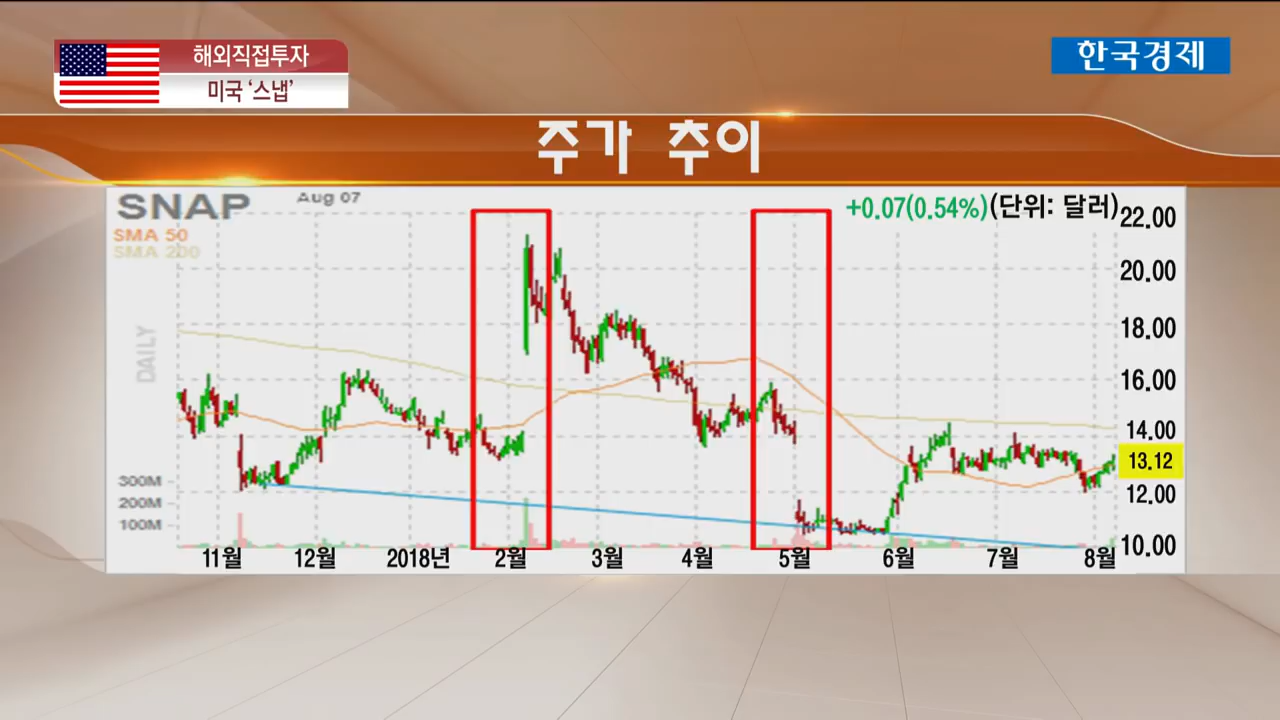 해외직접투자
미국 ‘스냅’
한국경제
주가 추이
SNAP
Aug 07
+0.07(0.54%)(단위: 달러)
SMA 50
SMA 200
DAILY
22.00
20.00
18.00
16.00
14.00
13.12
12.00
10.00
300M
200M
100M
11월 12월 2018년 2월 3월 4월 5월 6월 7월 8월